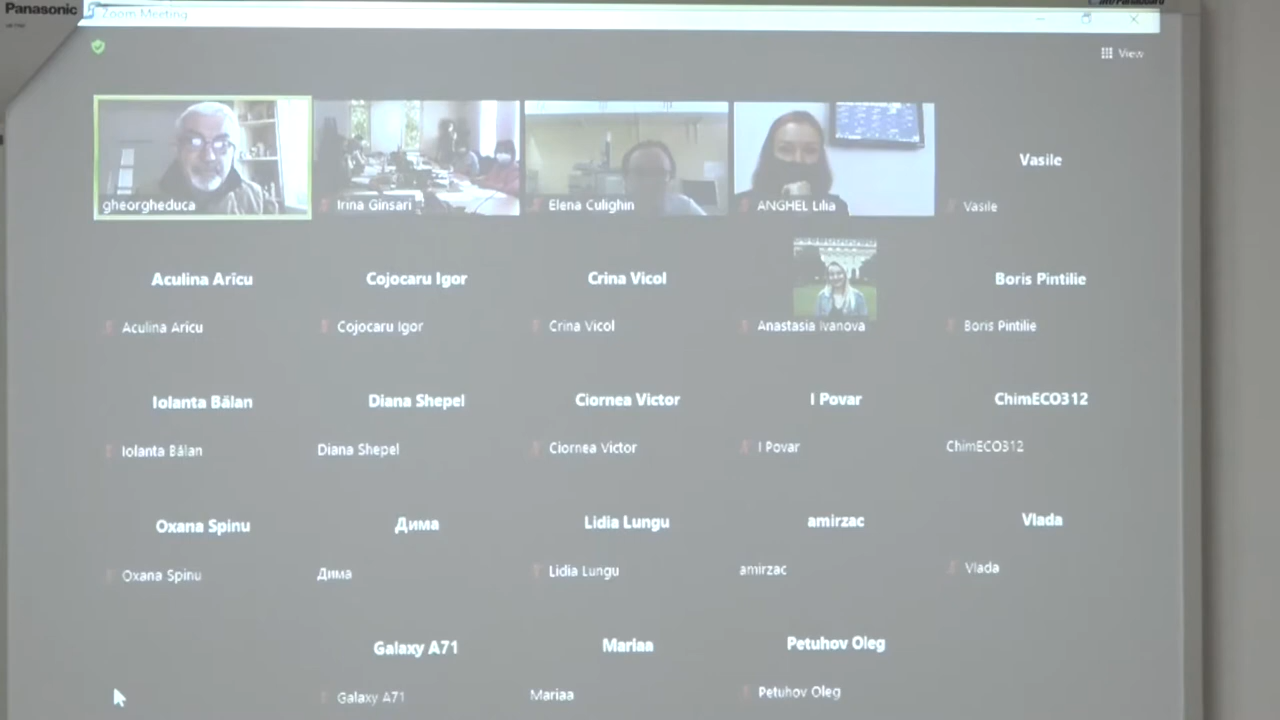 Panasonic
Zoom Meeting
View
gheorgheduca
Irina Ginsari
Elena Culighin
ANGHEL Lilia
Vasile
Vasile
Aculina Aricu
Cojocaru Igor
Crina Vicol
Boris Pintilie
Aculina Aricu
Cojocaru Igor
Crina Vicol
Anastasia Ivanova
Boris Pintilie
Iolanta Bălan
Diana Shepel
Ciornea Victor
I Povar
ChimECO312
Iolanta Bălan
Diana Shepel
Ciornea Victor
I Povar
ChimECO312
Oxana Spinu
Дима
Lidia Lungu
amirzac
Vlada
Oxana Spinu
Дима
Lidia Lungu
amirzac
Vlada
Galaxy A71
Mariaa
Petuhov Oleg
Galaxy A71
Mariaa
Petuhov Oleg